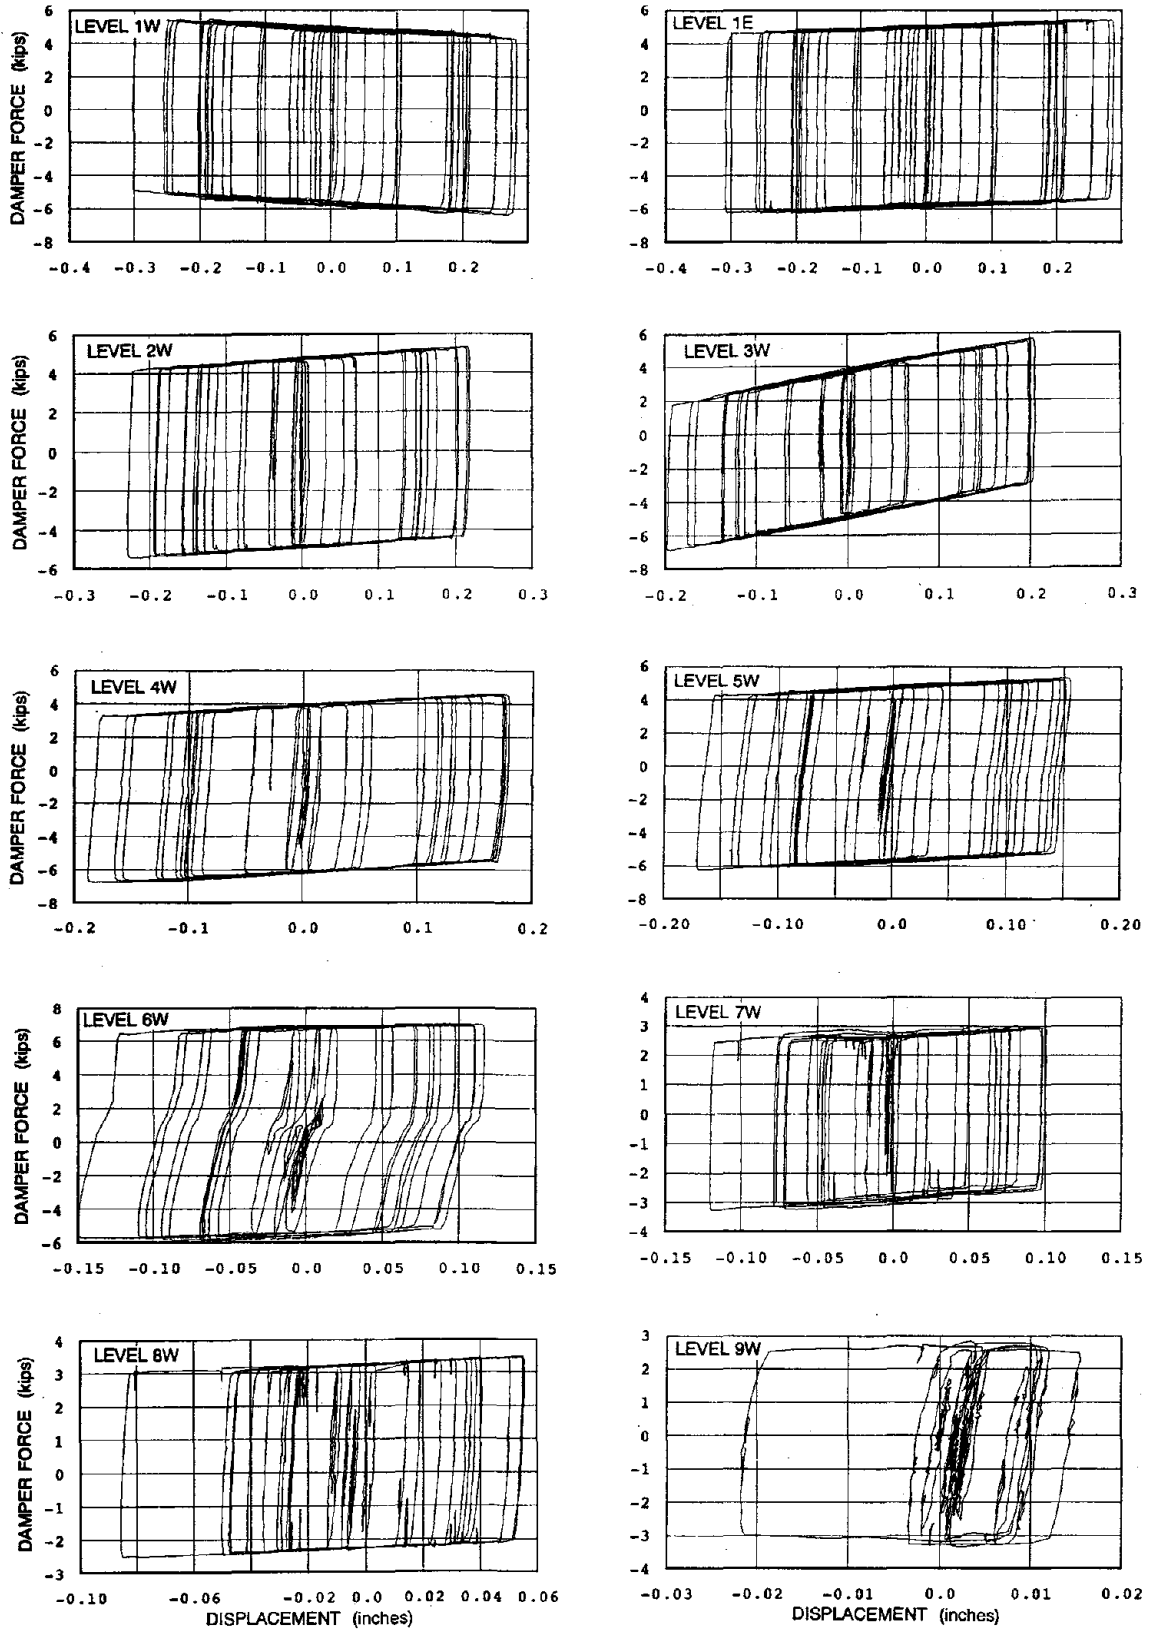 LEVEL 1W
6
4
2
0
-2
-4
-6
-8
-0.4 -0.3 -0.2 -0.1 0.0 0.1 0.2
DAMPER FORCE (kips)
LEVEL 1E
6
4
2
0
-2
-4
-6
-8
-0.4 -0.3 -0.2 -0.1 0.0 0.1 0.2
LEVEL 2W
6
4
2
0
-2
-4
-6
-0.3 -0.2 -0.1 0.0 0.1 0.2 0.3
DAMPER FORCE (kips)
LEVEL 3W
6
4
2
0
-2
-4
-6
-8
-0.2 -0.1 0.0 0.1 0.2 0.3
LEVEL 4W
6
4
2
0
-2
-4
-6
-8
-0.2 -0.1 0.0 0.1 0.2
DAMPER FORCE (kips)
LEVEL 5W
6
4
2
0
-2
-4
-6
-8
-0.20 -0.10 0.0 0.10 0.20
LEVEL 6W
8
6
4
2
0
-2
-4
-6
-0.15 -0.10 -0.05 0.0 0.05 0.10 0.15
DAMPER FORCE (kips)
LEVEL 7W
4
3
2
1
0
-1
-2
-3
-4
-0.15 -0.10 -0.05 0.0 0.05 0.10 0.15
LEVEL 8W
4
3
2
1
0
-1
-2
-3
-0.10 -0.06 -0.02 0.0 0.02 0.04 0.06
DAMPER FORCE (kips)
DISPLACEMENT (inches)
LEVEL 9W
3
2
1
0
-1
-2
-3
-4
-0.03 -0.02 -0.01 0.0 0.01 0.02
DISPLACEMENT (inches)